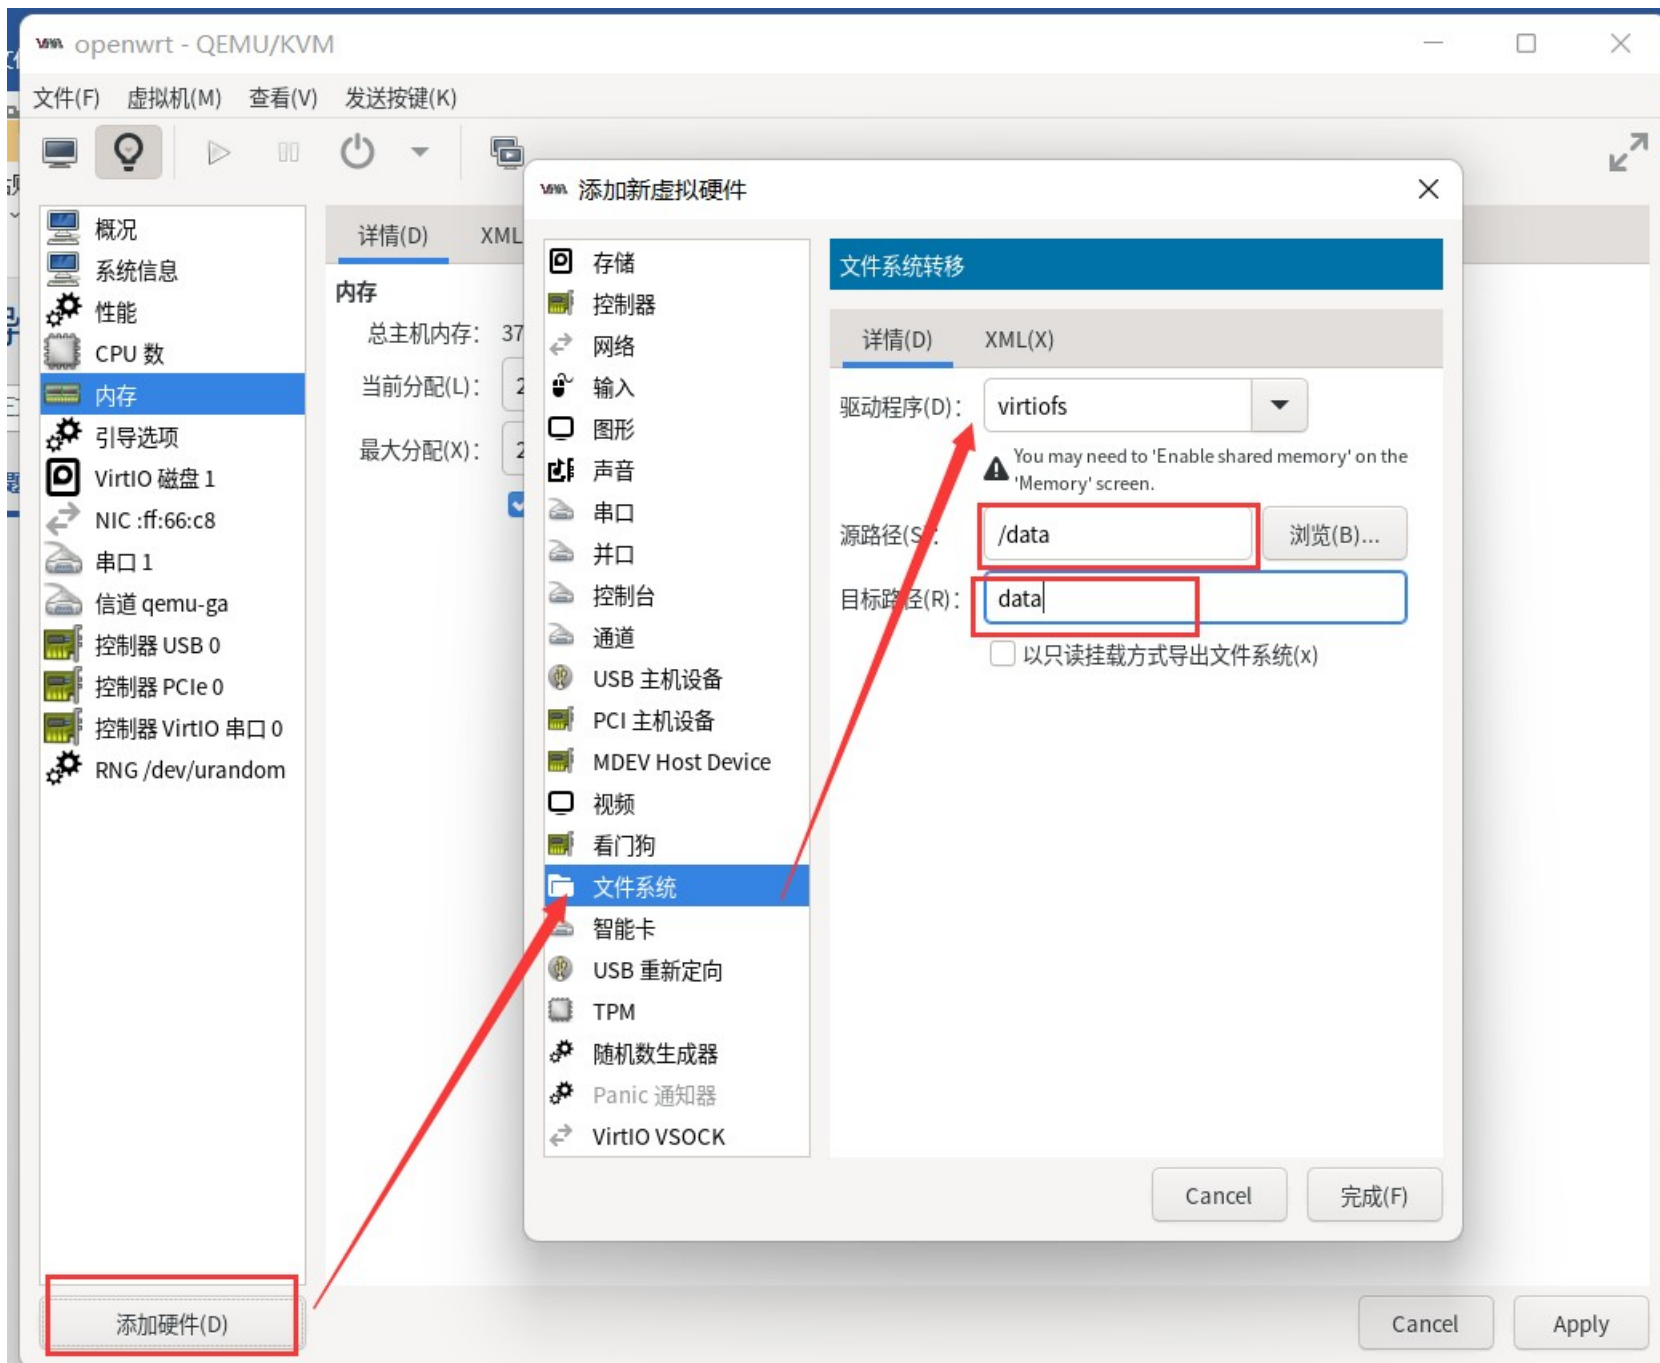 openwrt - QEMU/KVM
文件(F) 虚拟机(M) 查看(V) 发送按键(K)
概况
系统信息
性能
CPU 数
内存
引导选项
VirtIO 磁盘 1
NIC :ff:66:c8
串口 1
信道 qemu-ga
控制器 USB 0
控制器 PCIe 0
控制器 VirtIO 串口 0
RNG /dev/urandom
添加硬件(D)
详情(D) XML
内存
总主机内存: 37
当前分配(L): 2
最大分配(X): 2
添加新虚拟硬件
存储
控制器
网络
输入
图形
声音
串口
并口
控制台
通道
USB 主机设备
PCI 主机设备
MDEV Host Device
视频
看门狗
文件系统
智能卡
USB 重新定向
TPM
随机数生成器
Panic 通知器
VirtIO VSOCK
文件系统转移
详情(D) XML(X)
驱动程序(D): virtiofs
You may need to 'Enable shared memory' on the
'Memory' screen.
源路径(S): /data 浏览(B)...
目标路径(R): data
以只读挂载方式导出文件系统(x)
Cancel 完成(F)
Cancel Apply